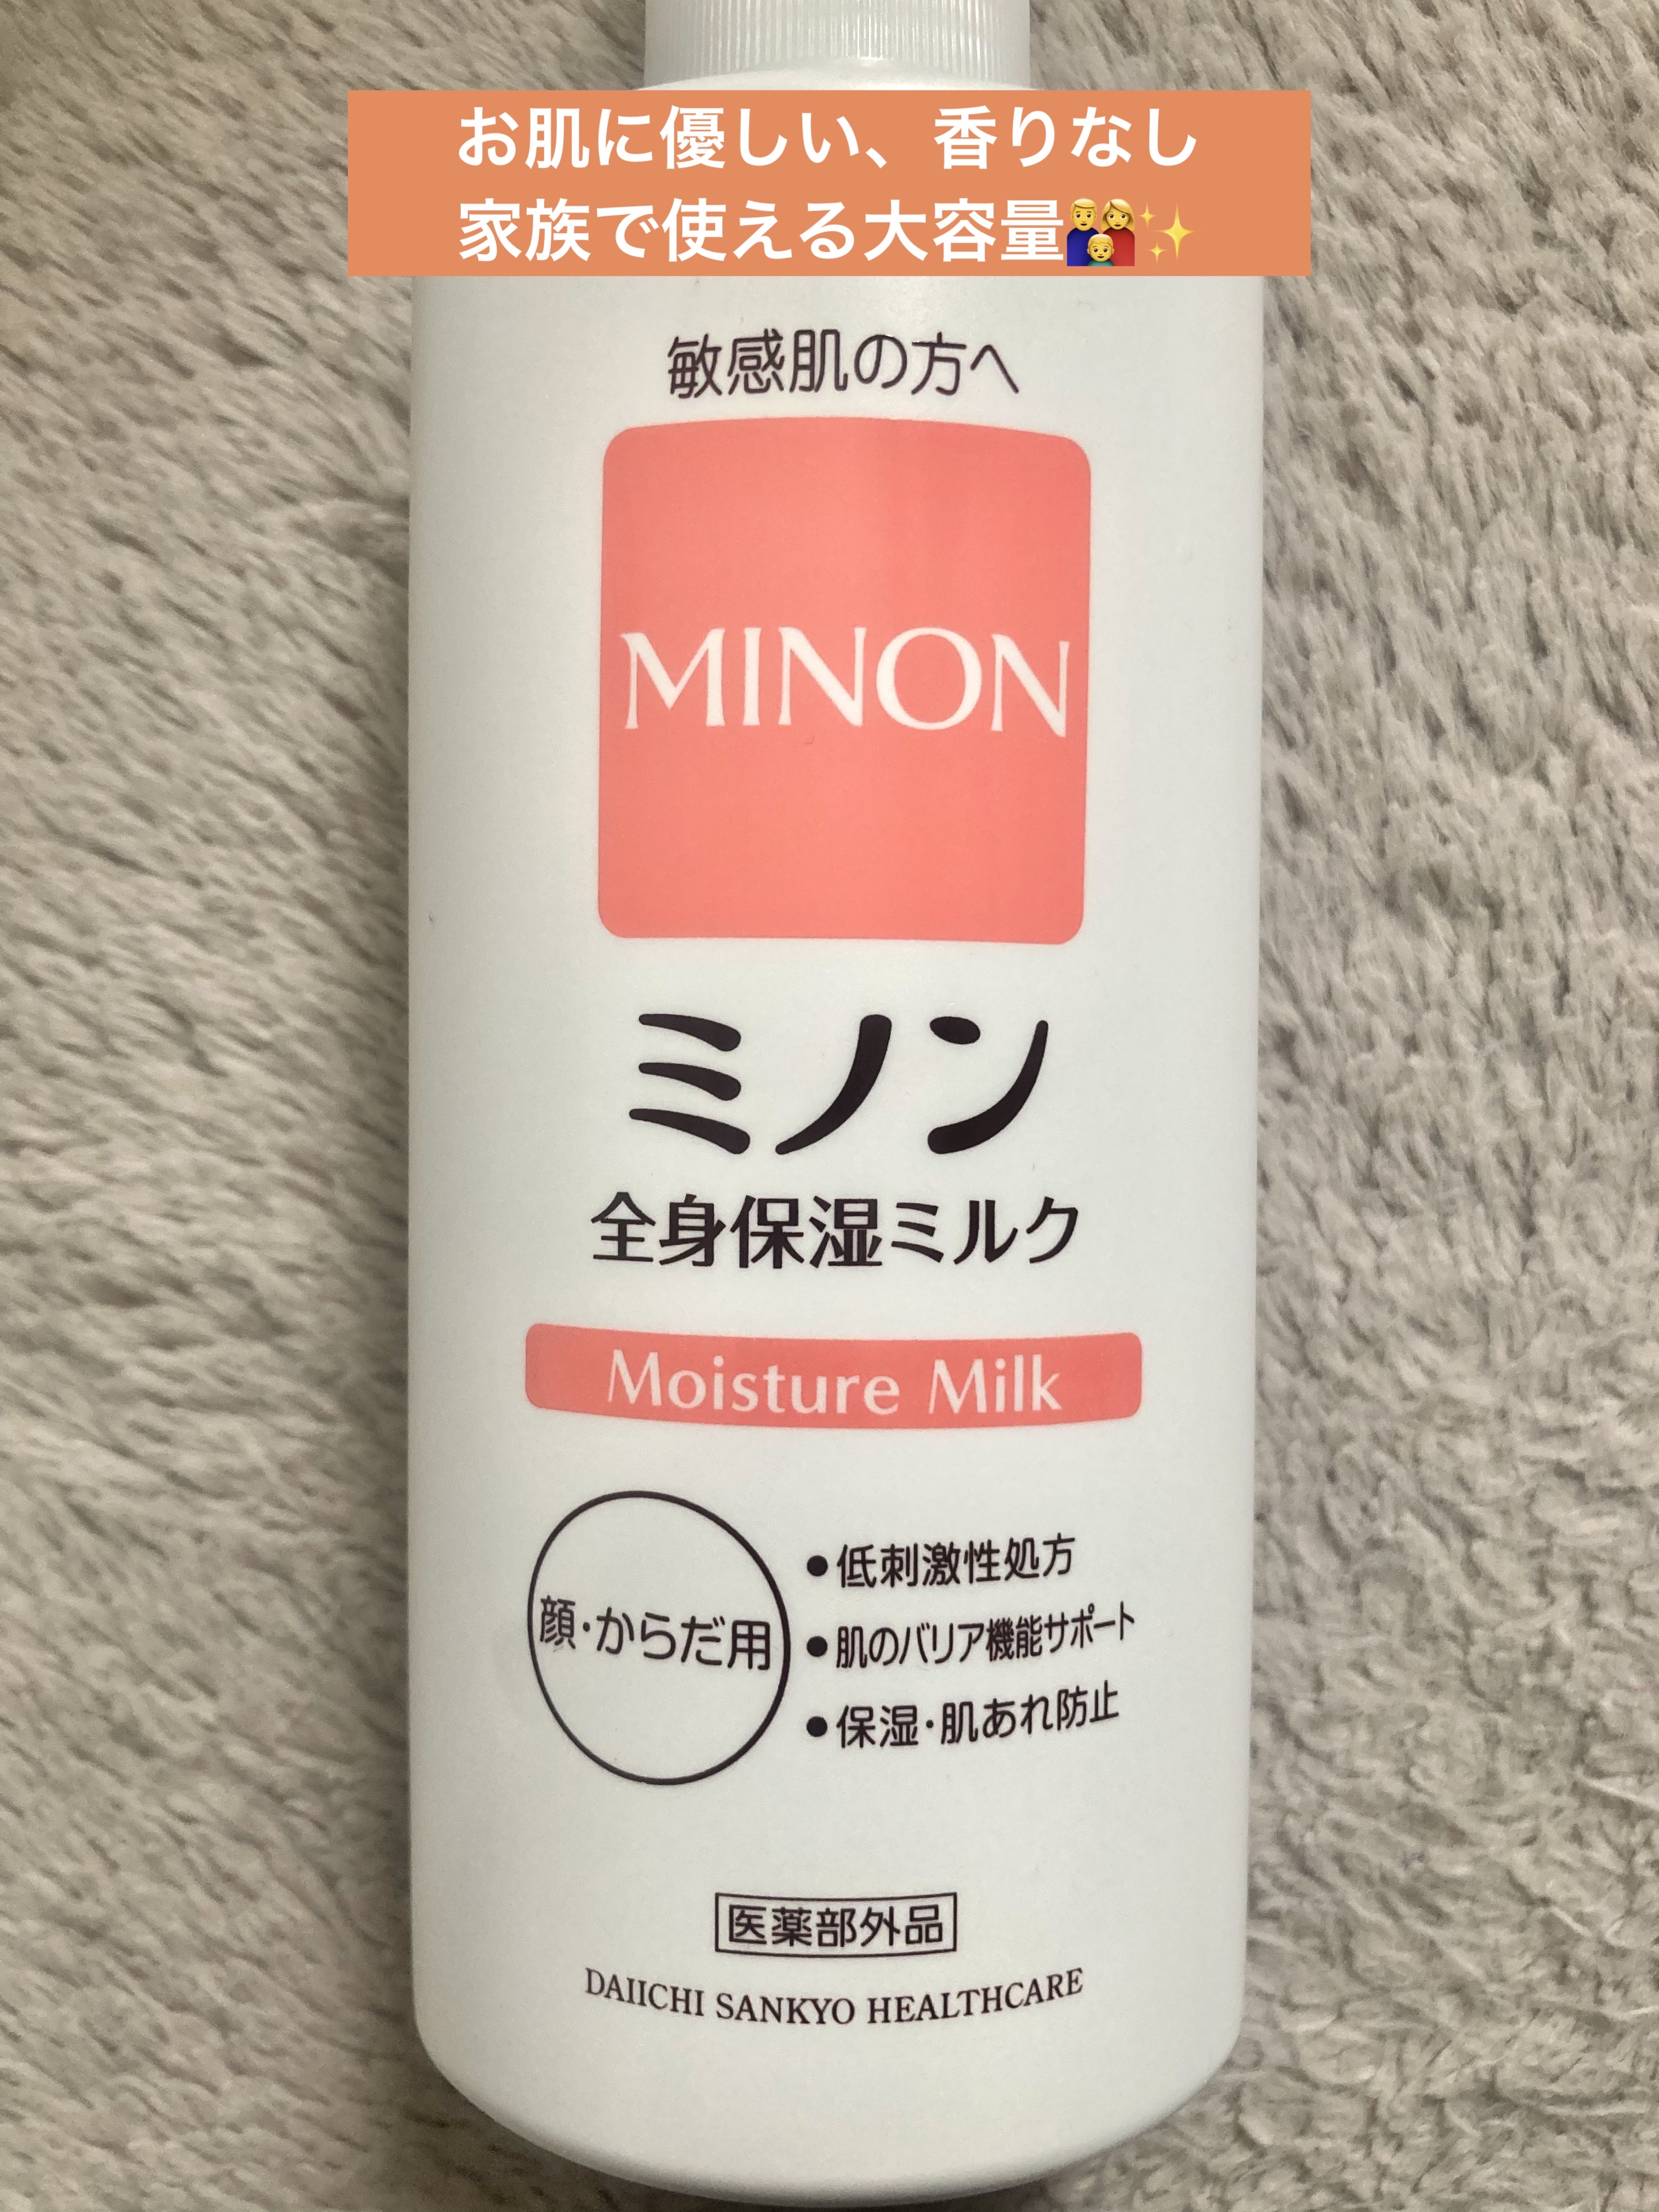 お肌に優しい、香りなし
家族で使える大容量👨‍👩‍👦✨
敏感肌の方へ
MINON
ミノン
全身保湿ミルク
Moisture Milk
顔・からだ用
●低刺激性処方
●肌のバリア機能サポート
●保湿・肌あれ防止
医薬部外品
DAIICHI SANKYO HEALTHCARE